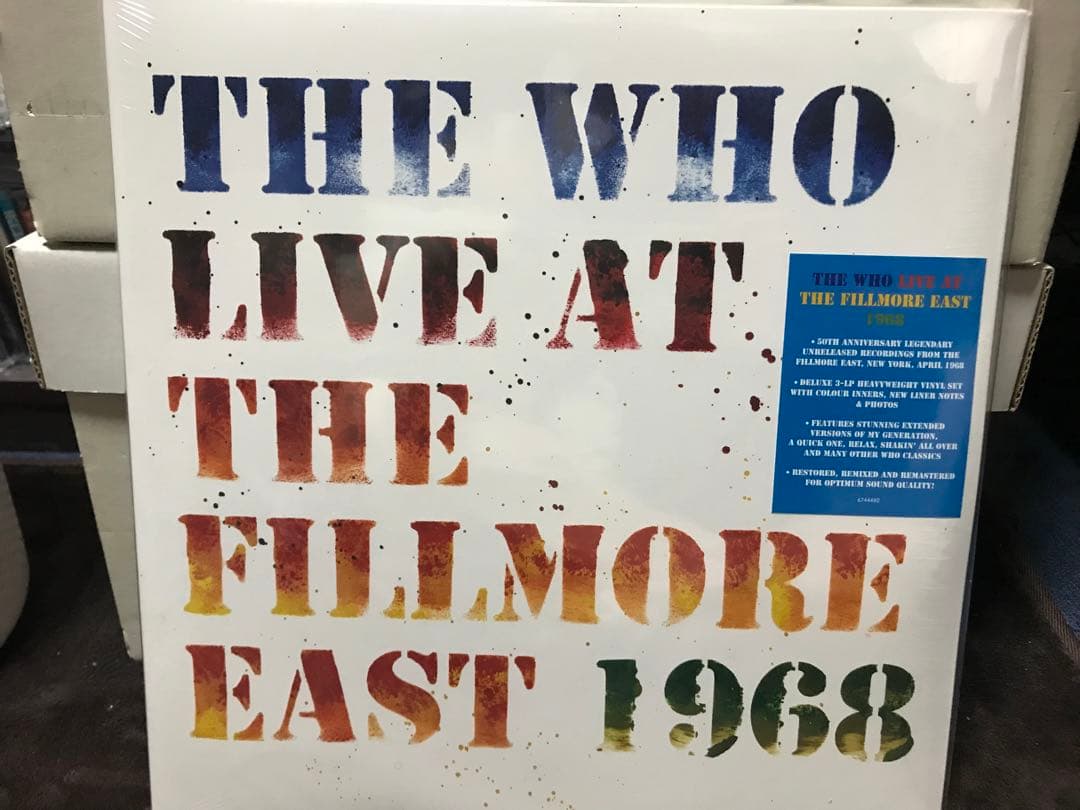 THE WHO
LIVE AT
THE
FILLMORE
EAST 1968
THE WHO LIVE AT
THE FILLMORE EAST
1968
• 50TH ANNIVERSARY LEGENDARY
UNRELEASED RECORDINGS FROM THE
FILLMORE EAST, NEW YORK, APRIL 1968
• DELUXE 3-LP HEAVYWEIGHT VINYL SET
WITH COLOUR INNERS, NEW LINER NOTES
& PHOTOS
• FEATURES STUNNING EXTENDED
VERSIONS OF MY GENERATION,
A QUICK ONE, RELAX, SHAKIN' ALL OVER
AND MANY OTHER WHO CLASSICS
• RESTORED, REMIXED AND REMASTERED
FOR OPTIMUM SOUND QUALITY!
6744482